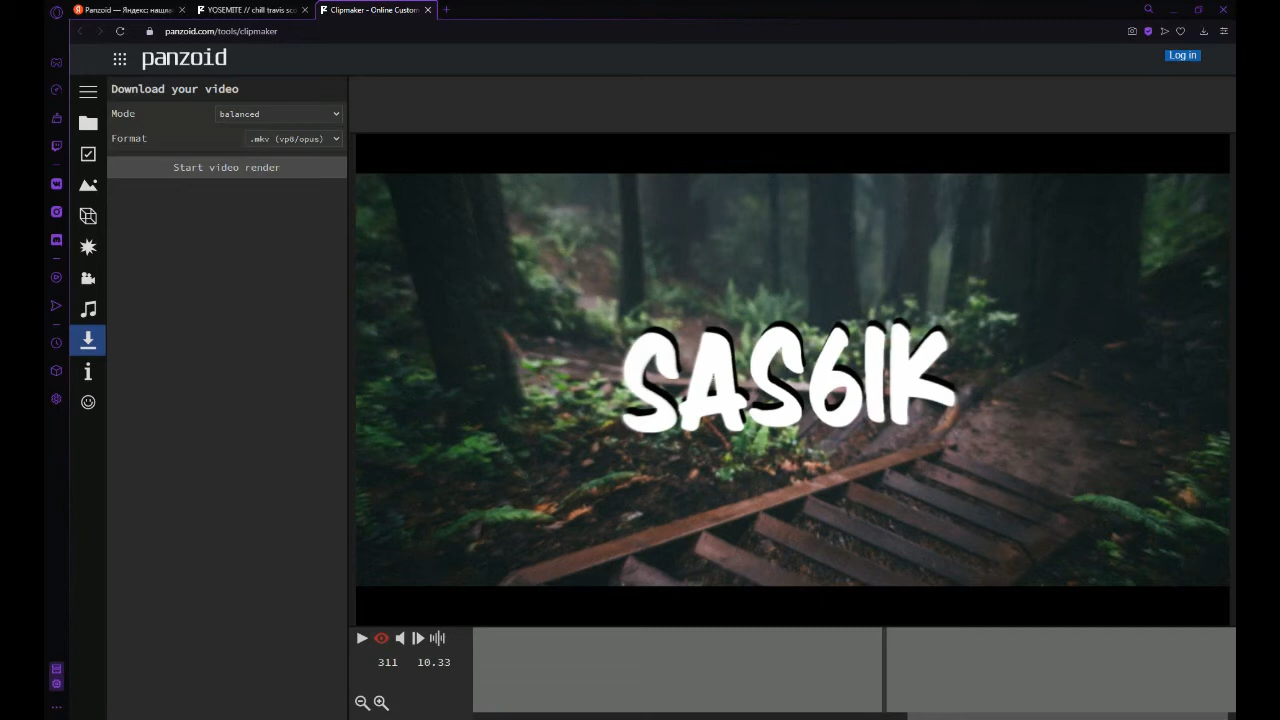 Panzoid — Яндекс: нашла
YOSEMITE // chill travis sc
Clipmaker - Online Custom
panzoid.com/tools/clipmaker
panzoid
Log in
Download your video
Mode
balanced
Format
.mkv (vp8/opus)
Start video render
SAS6IK
311 10.33